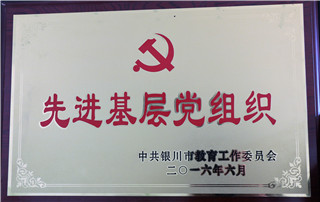 先进基层党组织
中共银川市教育工作委员会
二〇一六年六月